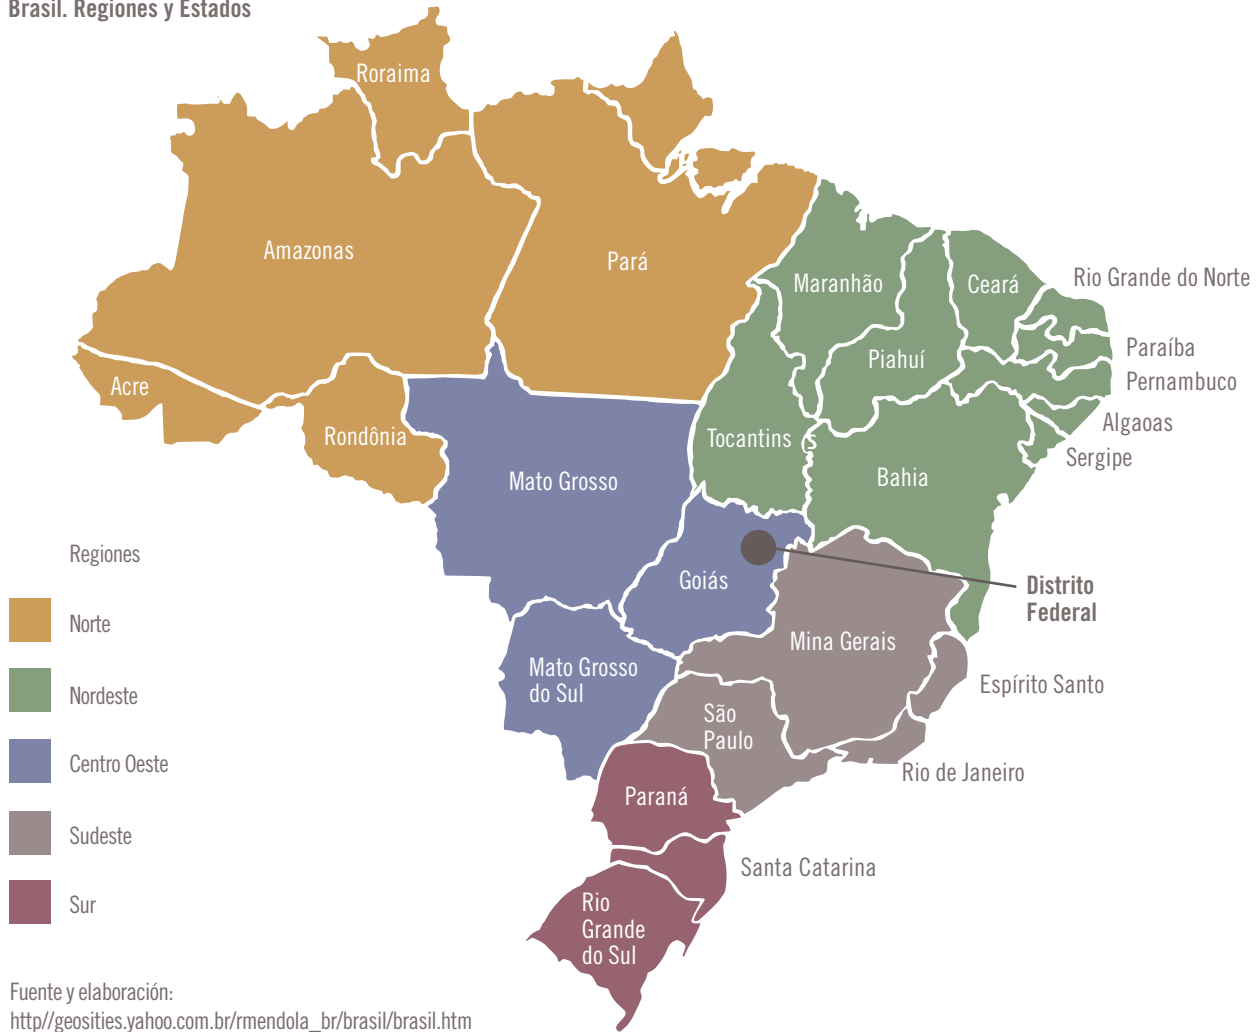 Brasil. Regiones y Estados
Roraima
Amazonas
Pará
Maranhão
Ceará
Rio Grande do Norte
Paraíba
Piahuí
Pernambuco
Acre
Algaoas
Rondônia
Tocantins s
Sergipe
Mato Grosso
Bahia
Goiás
Distrito
Federal
Mina Gerais
Mato Grosso
do Sul
Espírito Santo
São
Paulo
Rio de Janeiro
Paraná
Santa Catarina
Rio
Grande
do Sul
Regiones
Norte
Nordeste
Centro Oeste
Sudeste
Sur
Fuente y elaboración:
http//geosities.yahoo.com.br/rmendola_br/brasil/brasil.htm